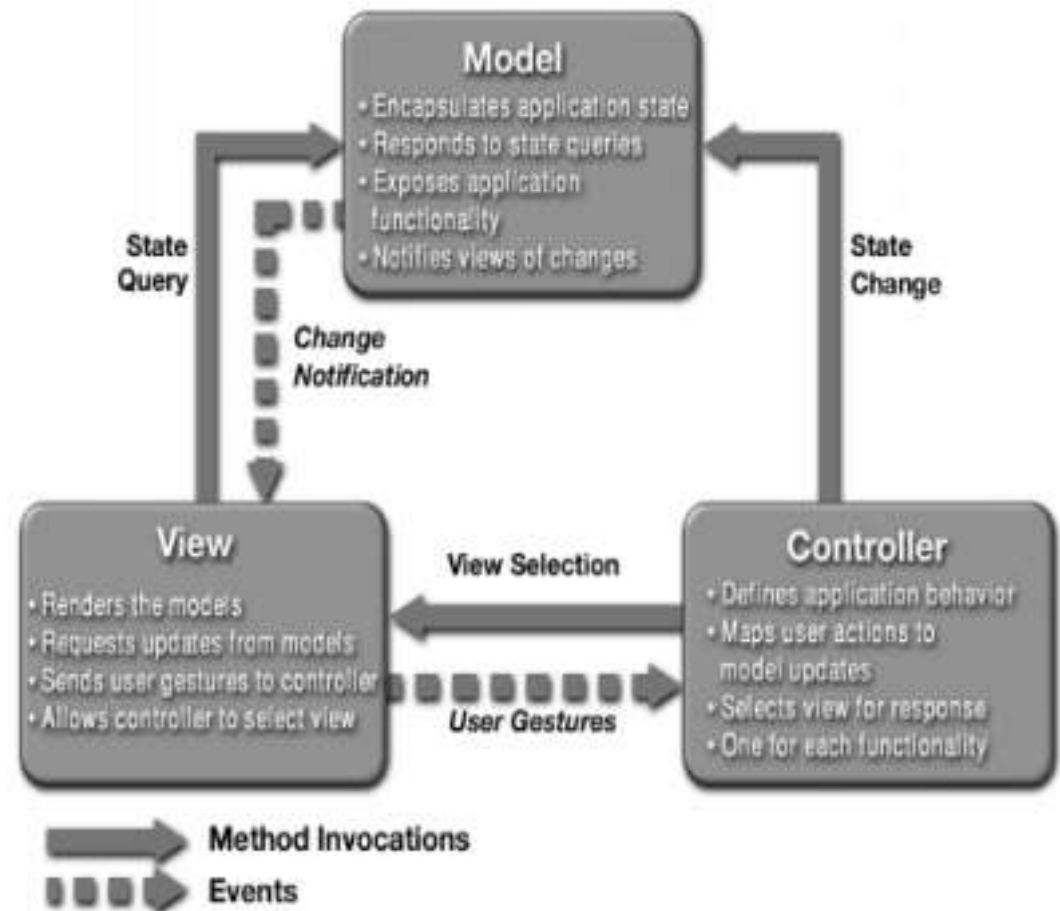 Model
• Encapsulates application state
• Responds to state queries
• Exposes application
functionality
• Notifies views of changes
State
Query
Change
Notification
State
Change
View
• Renders the models
• Requests updates from models
• Sends user gestures to controller
• Allows controller to select view
View Selection
User Gestures
Controller
• Defines application behavior
• Maps user actions to
model updates
• Selects view for response
• One for each functionality
Method Invocations
Events